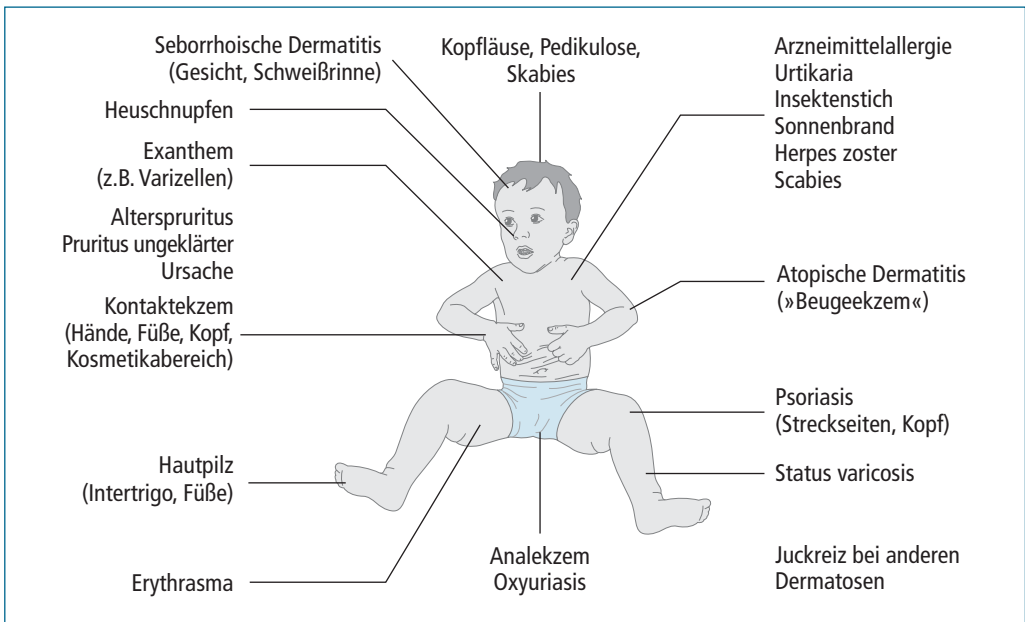 Seborrhoische Dermatitis
(Gesicht, Schweißrinne)
Heuschnupfen
Exanthem
(z.B. Varizellen)
Alterspruritus
Pruritus ungeklärter
Ursache
Kontaktekzem
(Hände, Füße, Kopf,
Kosmetikabereich)
Hautpilz
(Intertrigo, Füße)
Erythrasma
Kopfläuse, Pedikulose,
Skabies
Analekzem
Oxyuriasis
Arzneimittelallergie
Urtikaria
Insektenstich
Sonnenbrand
Herpes zoster
Scabies
Atopische Dermatitis
(»Beugeekzem«)
Psoriasis
(Streckseiten, Kopf)
Status varicosis
Juckreiz bei anderen
Dermatosen